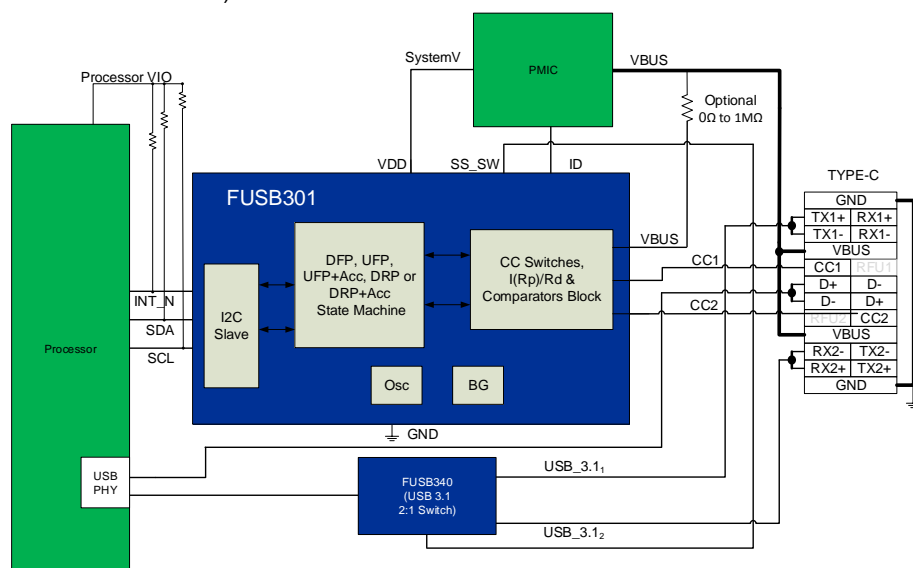 SystemV
PMIC
VBUS
Processor VIO
Optional
0Ω to 1MΩ
VDD
SS_SW
ID
TYPE-C
FUSB301
GND
TX1+ RX1+
TX1- RX1-
VBUS
CC1 RFU1
D+ D-
D- D+
RFU2 CC2
VBUS
RX2- TX2-
RX2+ TX2+
GND
VBUS
CC1
CC2
DFP, UFP,
UFP+Acc, DRP or
DRP+Acc
State Machine
CC Switches,
I(Rp)/Rd &
Comparators Block
I2C
Slave
INT_N
SDA
SCL
Processor
Osc
BG
GND
USB
PHY
FUSB340
(USB 3.1
2:1 Switch)
USB_3.1₁
USB_3.1₂